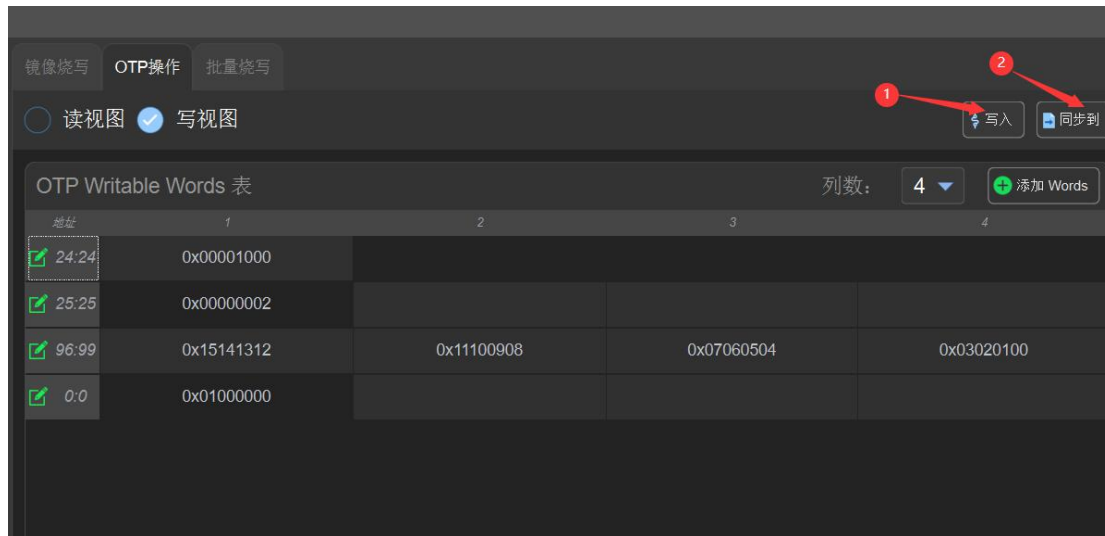 镜像烧写 OTP操作 批量烧写
2
1
读视图 写视图 写入 同步到
OTP Writable Words 表 列数： 4 添加 Words
地址 1 2 3 4
24:24 0x00001000
25:25 0x00000002
96:99 0x15141312 0x11100908 0x07060504 0x03020100
0:0 0x01000000